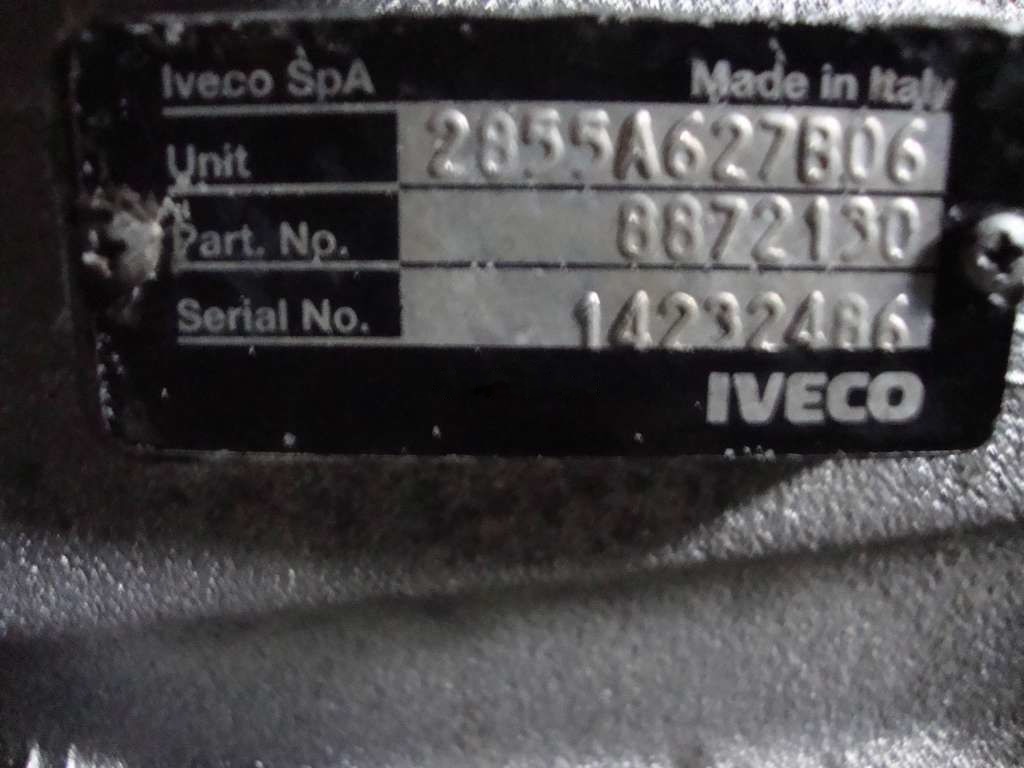 Iveco SpA Made in Italy
Unit 2855A627B06
Part. No. 8872130
Serial No. 14232486
IVECO